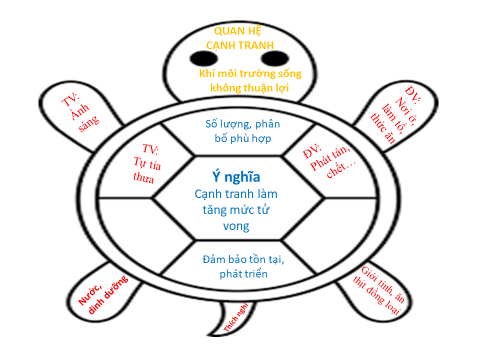 QUAN HỆ
CẠNH TRANH
Khi môi trường sống
không thuận lợi
TV:
Ánh
sáng
ĐV:
Nơi ở,
làm tổ,
thức ăn
Số lượng, phân
bố phù hợp
TV:
Tự tỉa
thưa
ĐV:
Phát tán,
chết…
Ý nghĩa
Cạnh tranh làm
tăng mức tử
vong
Đảm bảo tồn tại,
phát triển
Nước,
dinh dưỡng
Thích nghi
Giới tính, ăn
thịt đồng loại